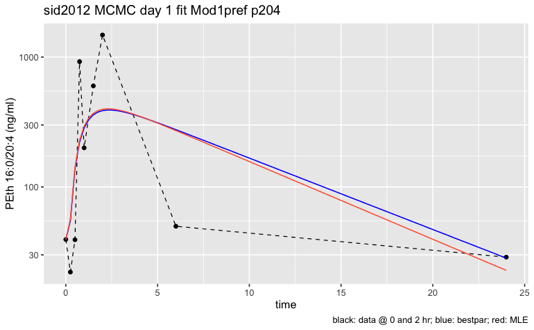 sid2012 MCMC day 1 fit Mod1pref p204
PEth 16:0/20:4 (ng/ml)
1000
300
100
30
0
5
10
15
20
25
time
black: data @ 0 and 2 hr; blue: bestpar; red: MLE